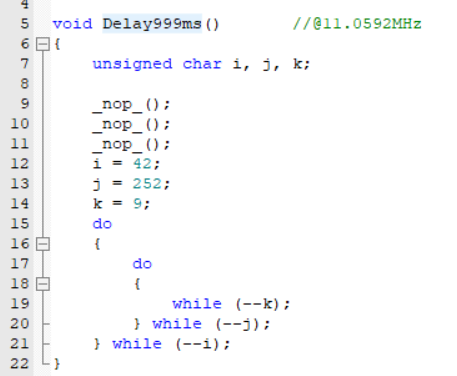 4
5 void Delay999ms() //@11.0592MHz
6 {
7 unsigned char i, j, k;
8
9 _nop_();
10 _nop_();
11 _nop_();
12 i = 42;
13 j = 252;
14 k = 9;
15 do
16 {
17 do
18 {
19 while (--k);
20 } while (--j);
21 } while (--i);
22 }